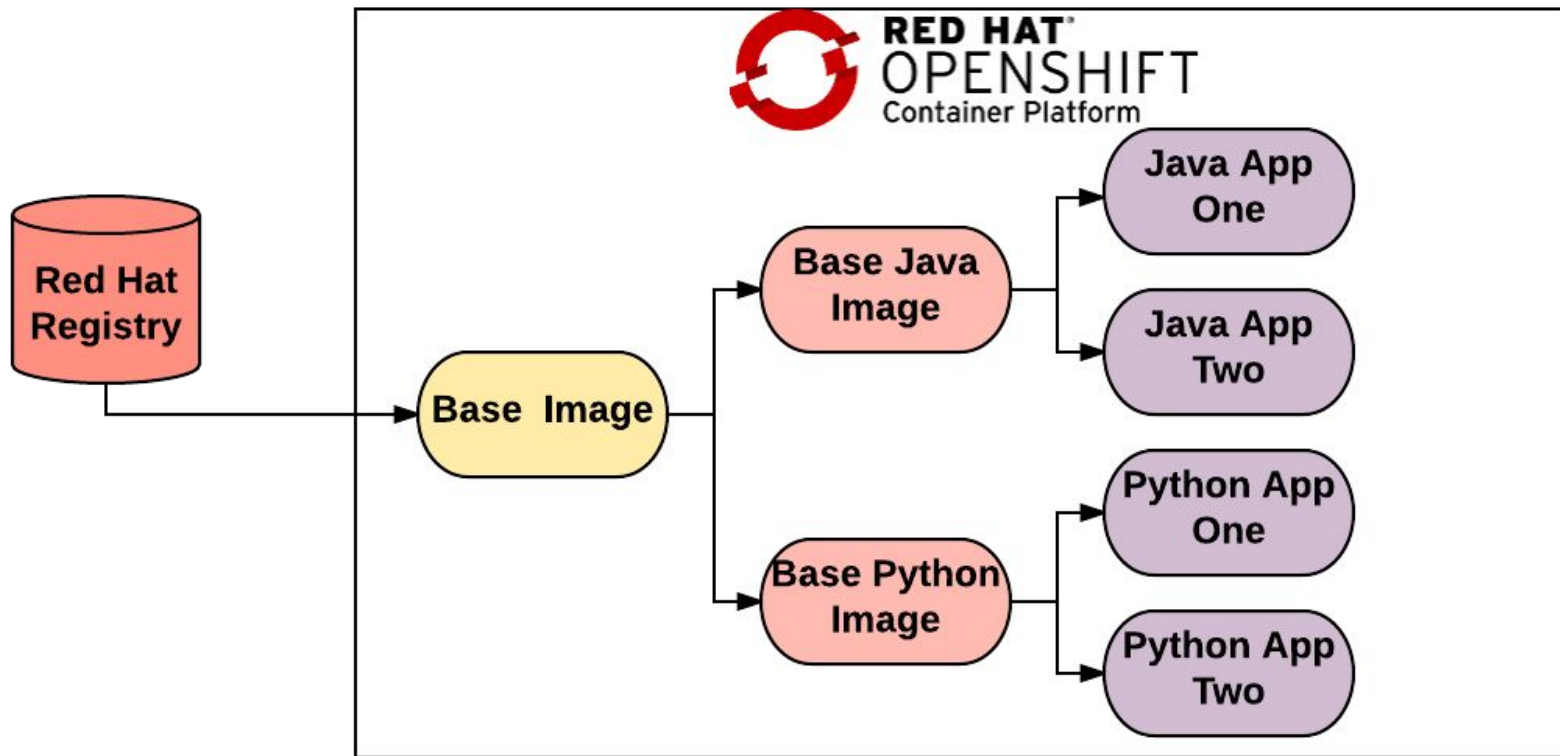 RED HAT®
OPENSHIFT
Container Platform
Java App
One
Red Hat
Registry
Base Java
Image
Java App
Two
Base  Image
Python App
One
Base Python
Image
Python App
Two